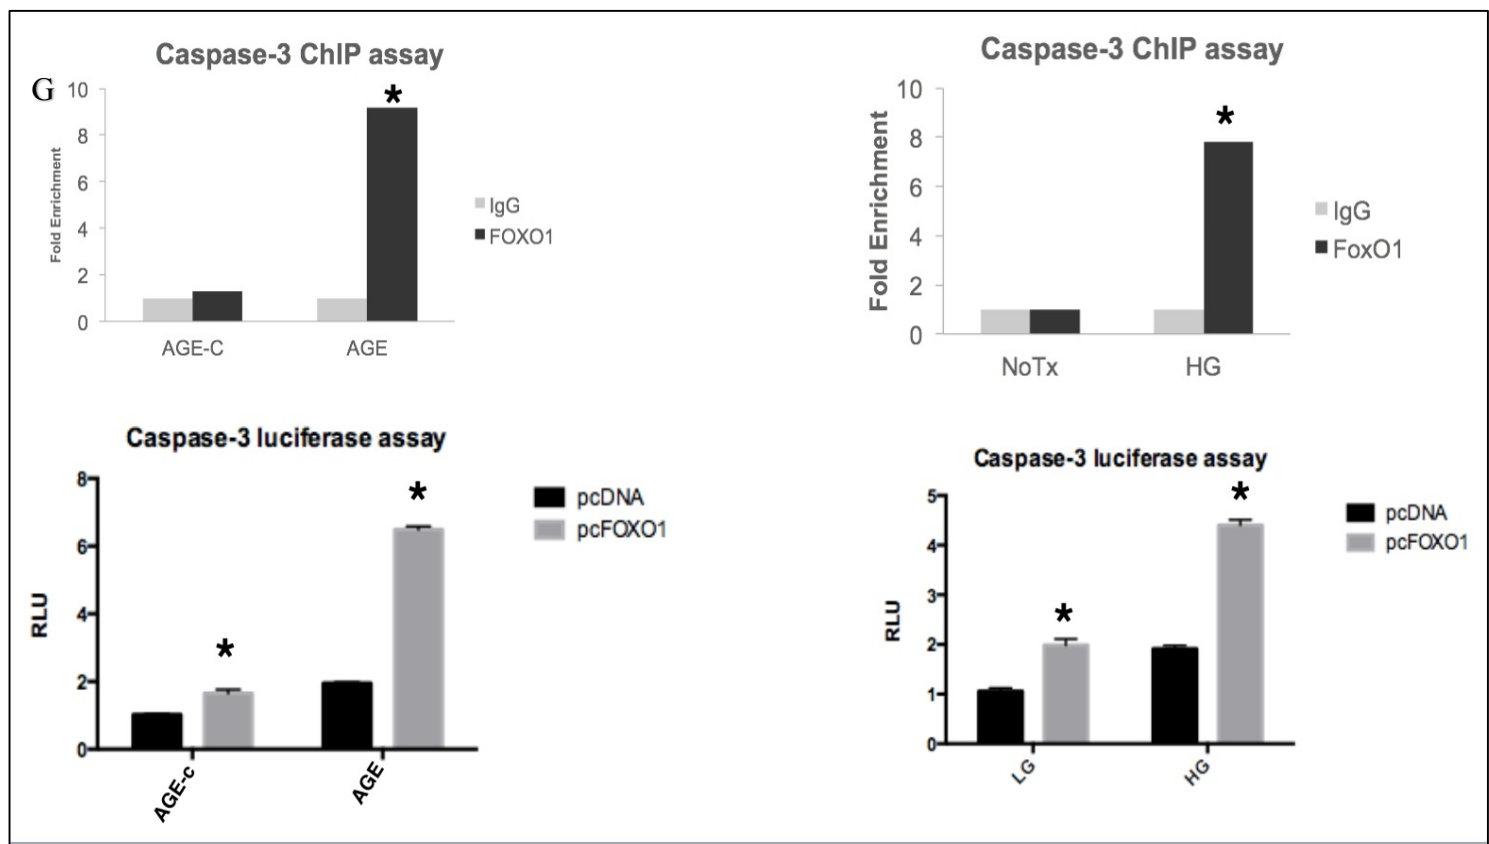 G
Caspase-3 ChIP assay
Fold Enrichment
10
8
6
4
2
0
*
AGE-C
AGE
IgG
FOXO1
Caspase-3 ChIP assay
Fold Enrichment
10
8
6
4
2
0
*
NoTx
HG
IgG
FoxO1
Caspase-3 luciferase assay
RLU
8
6
4
2
0
*
*
AGE-c
AGE
pcDNA
pcFOXO1
Caspase-3 luciferase assay
RLU
5
4
3
2
1
0
*
*
LG
HG
pcDNA
pcFOXO1